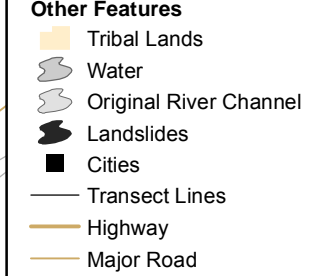 Other Features
Tribal Lands
Water
Original River Channel
Landslides
Cities
Transect Lines
Highway
Major Road